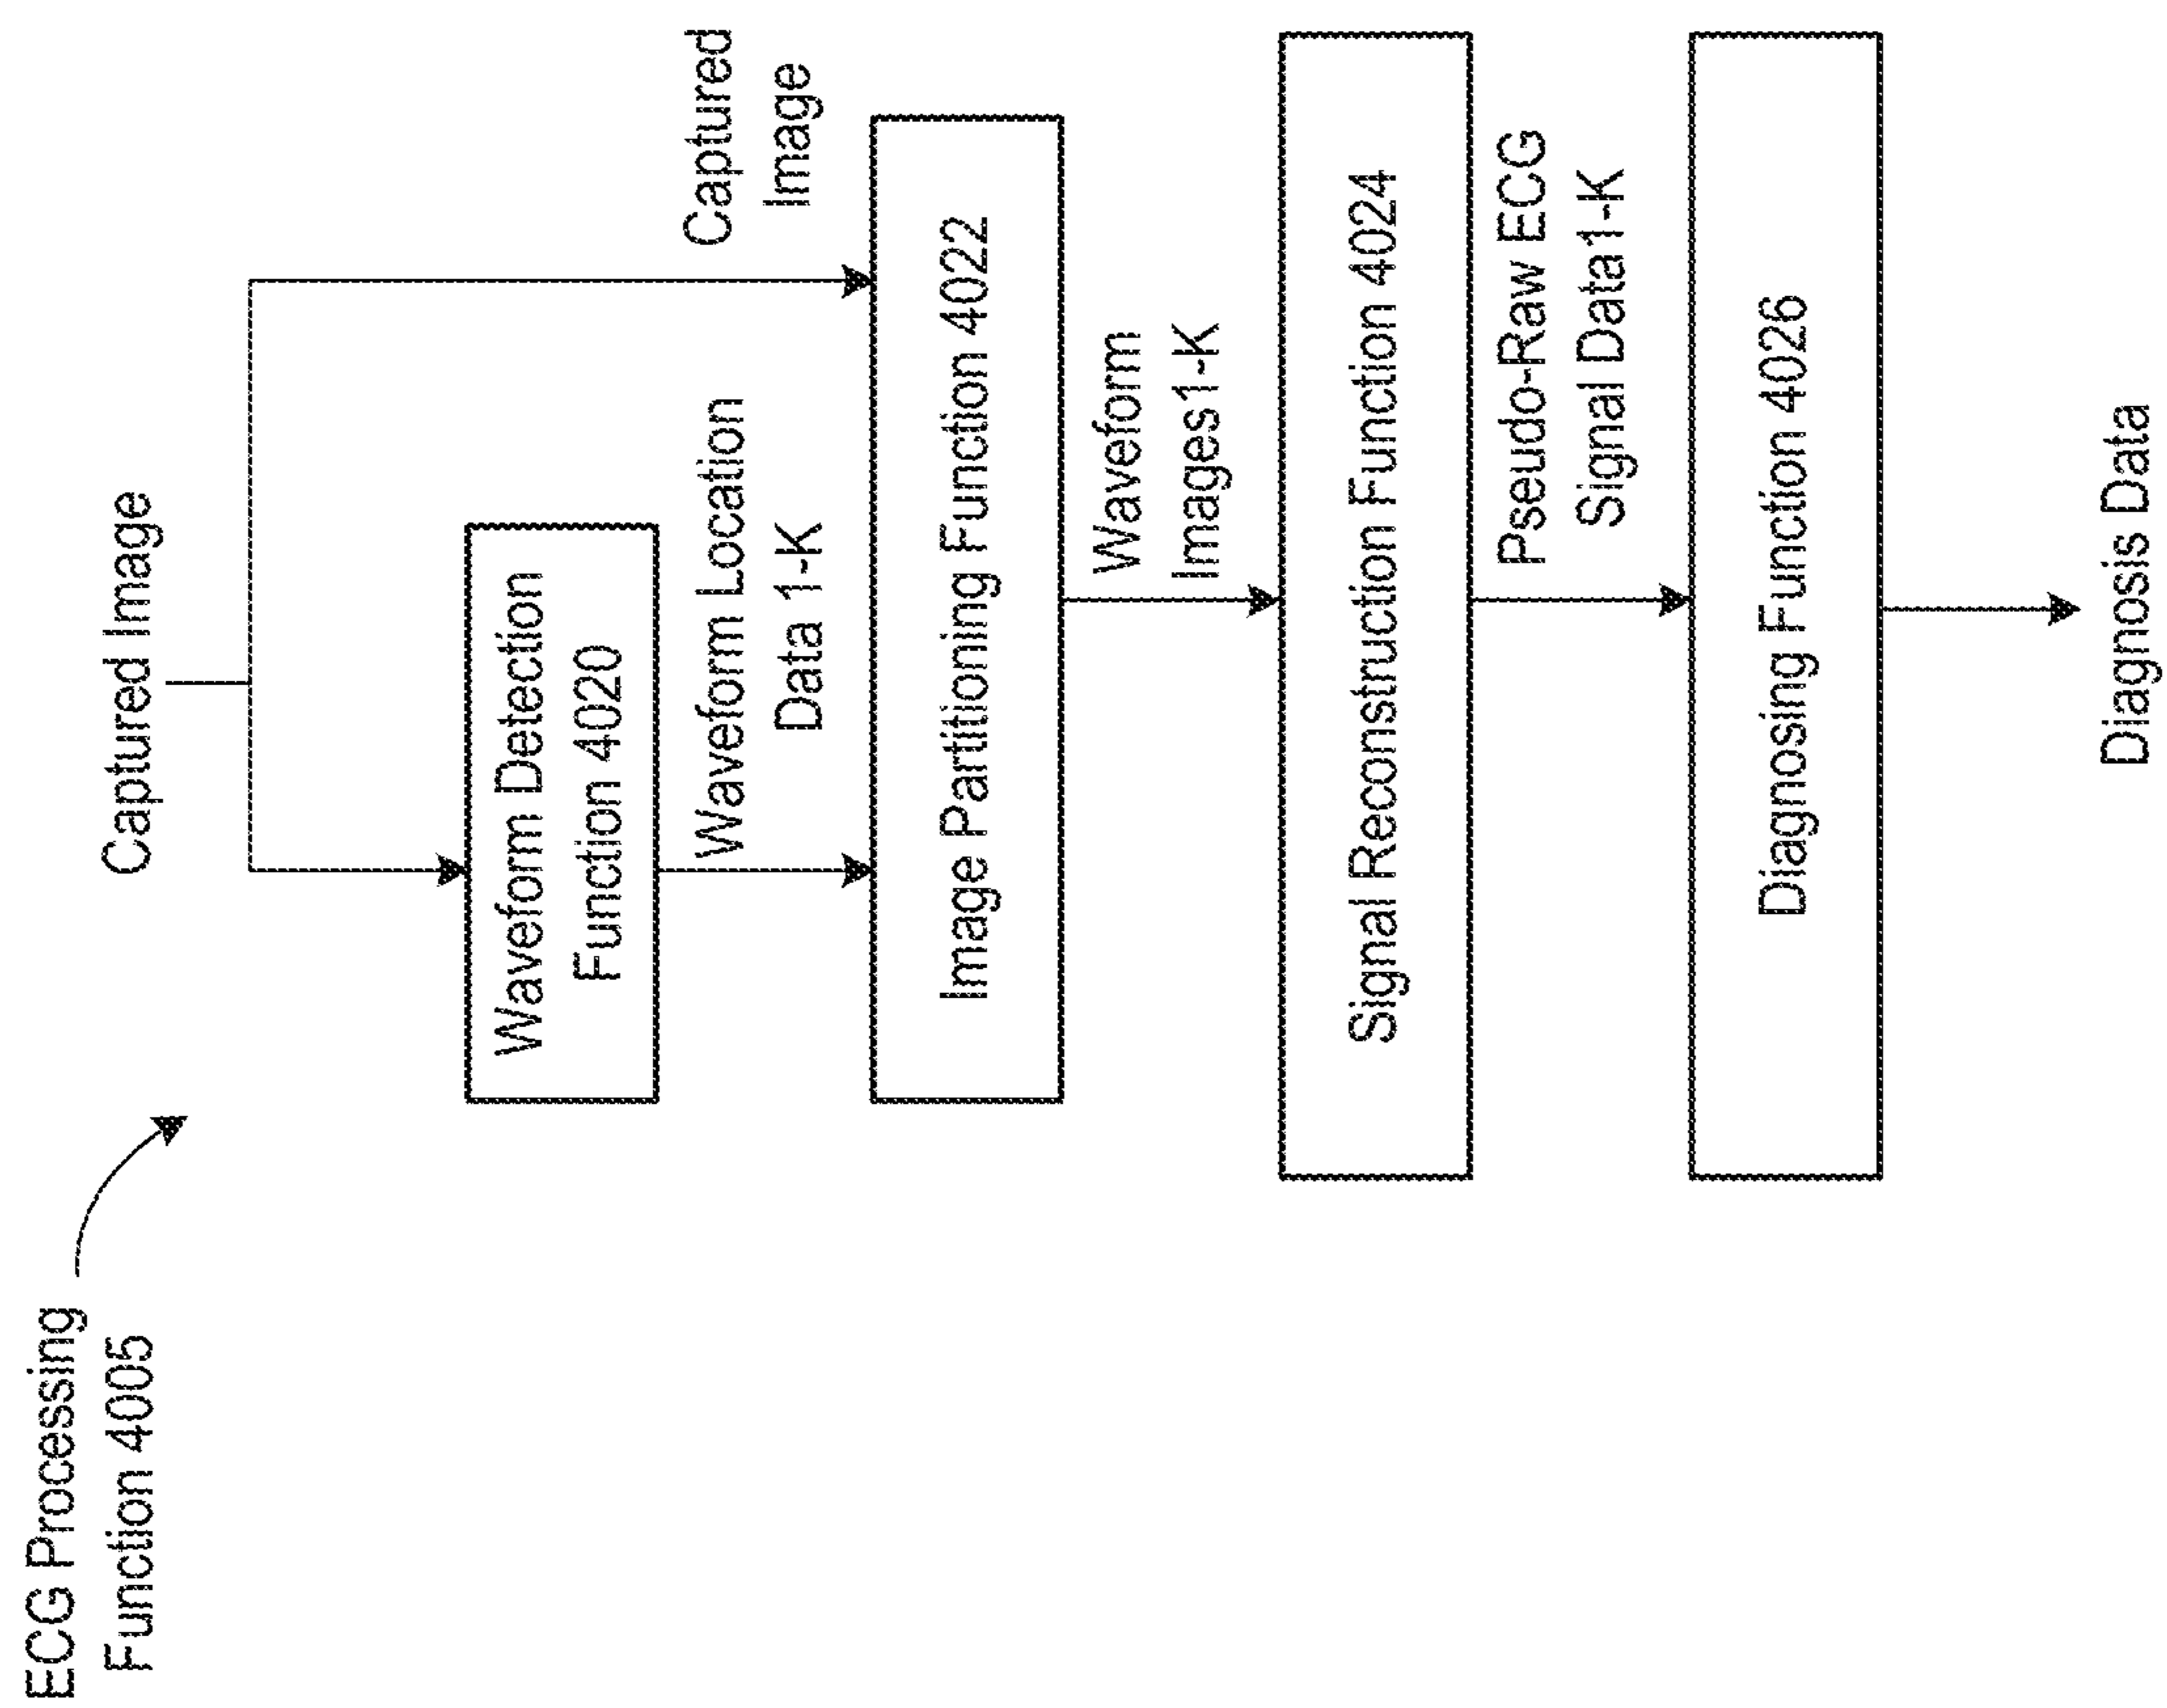 ECG Processing
Function 4005
Captured Image
Waveform Detection
Function 4020
Waveform Location
Data 1-K
Captured
Image
Image Partitioning Function 4022
Waveform
Images1-K
Signal Reconstruction Function 4024
Pseudo-Raw ECG
Signal Data1-K
Diagnosing Function 4026
Diagnosis Data